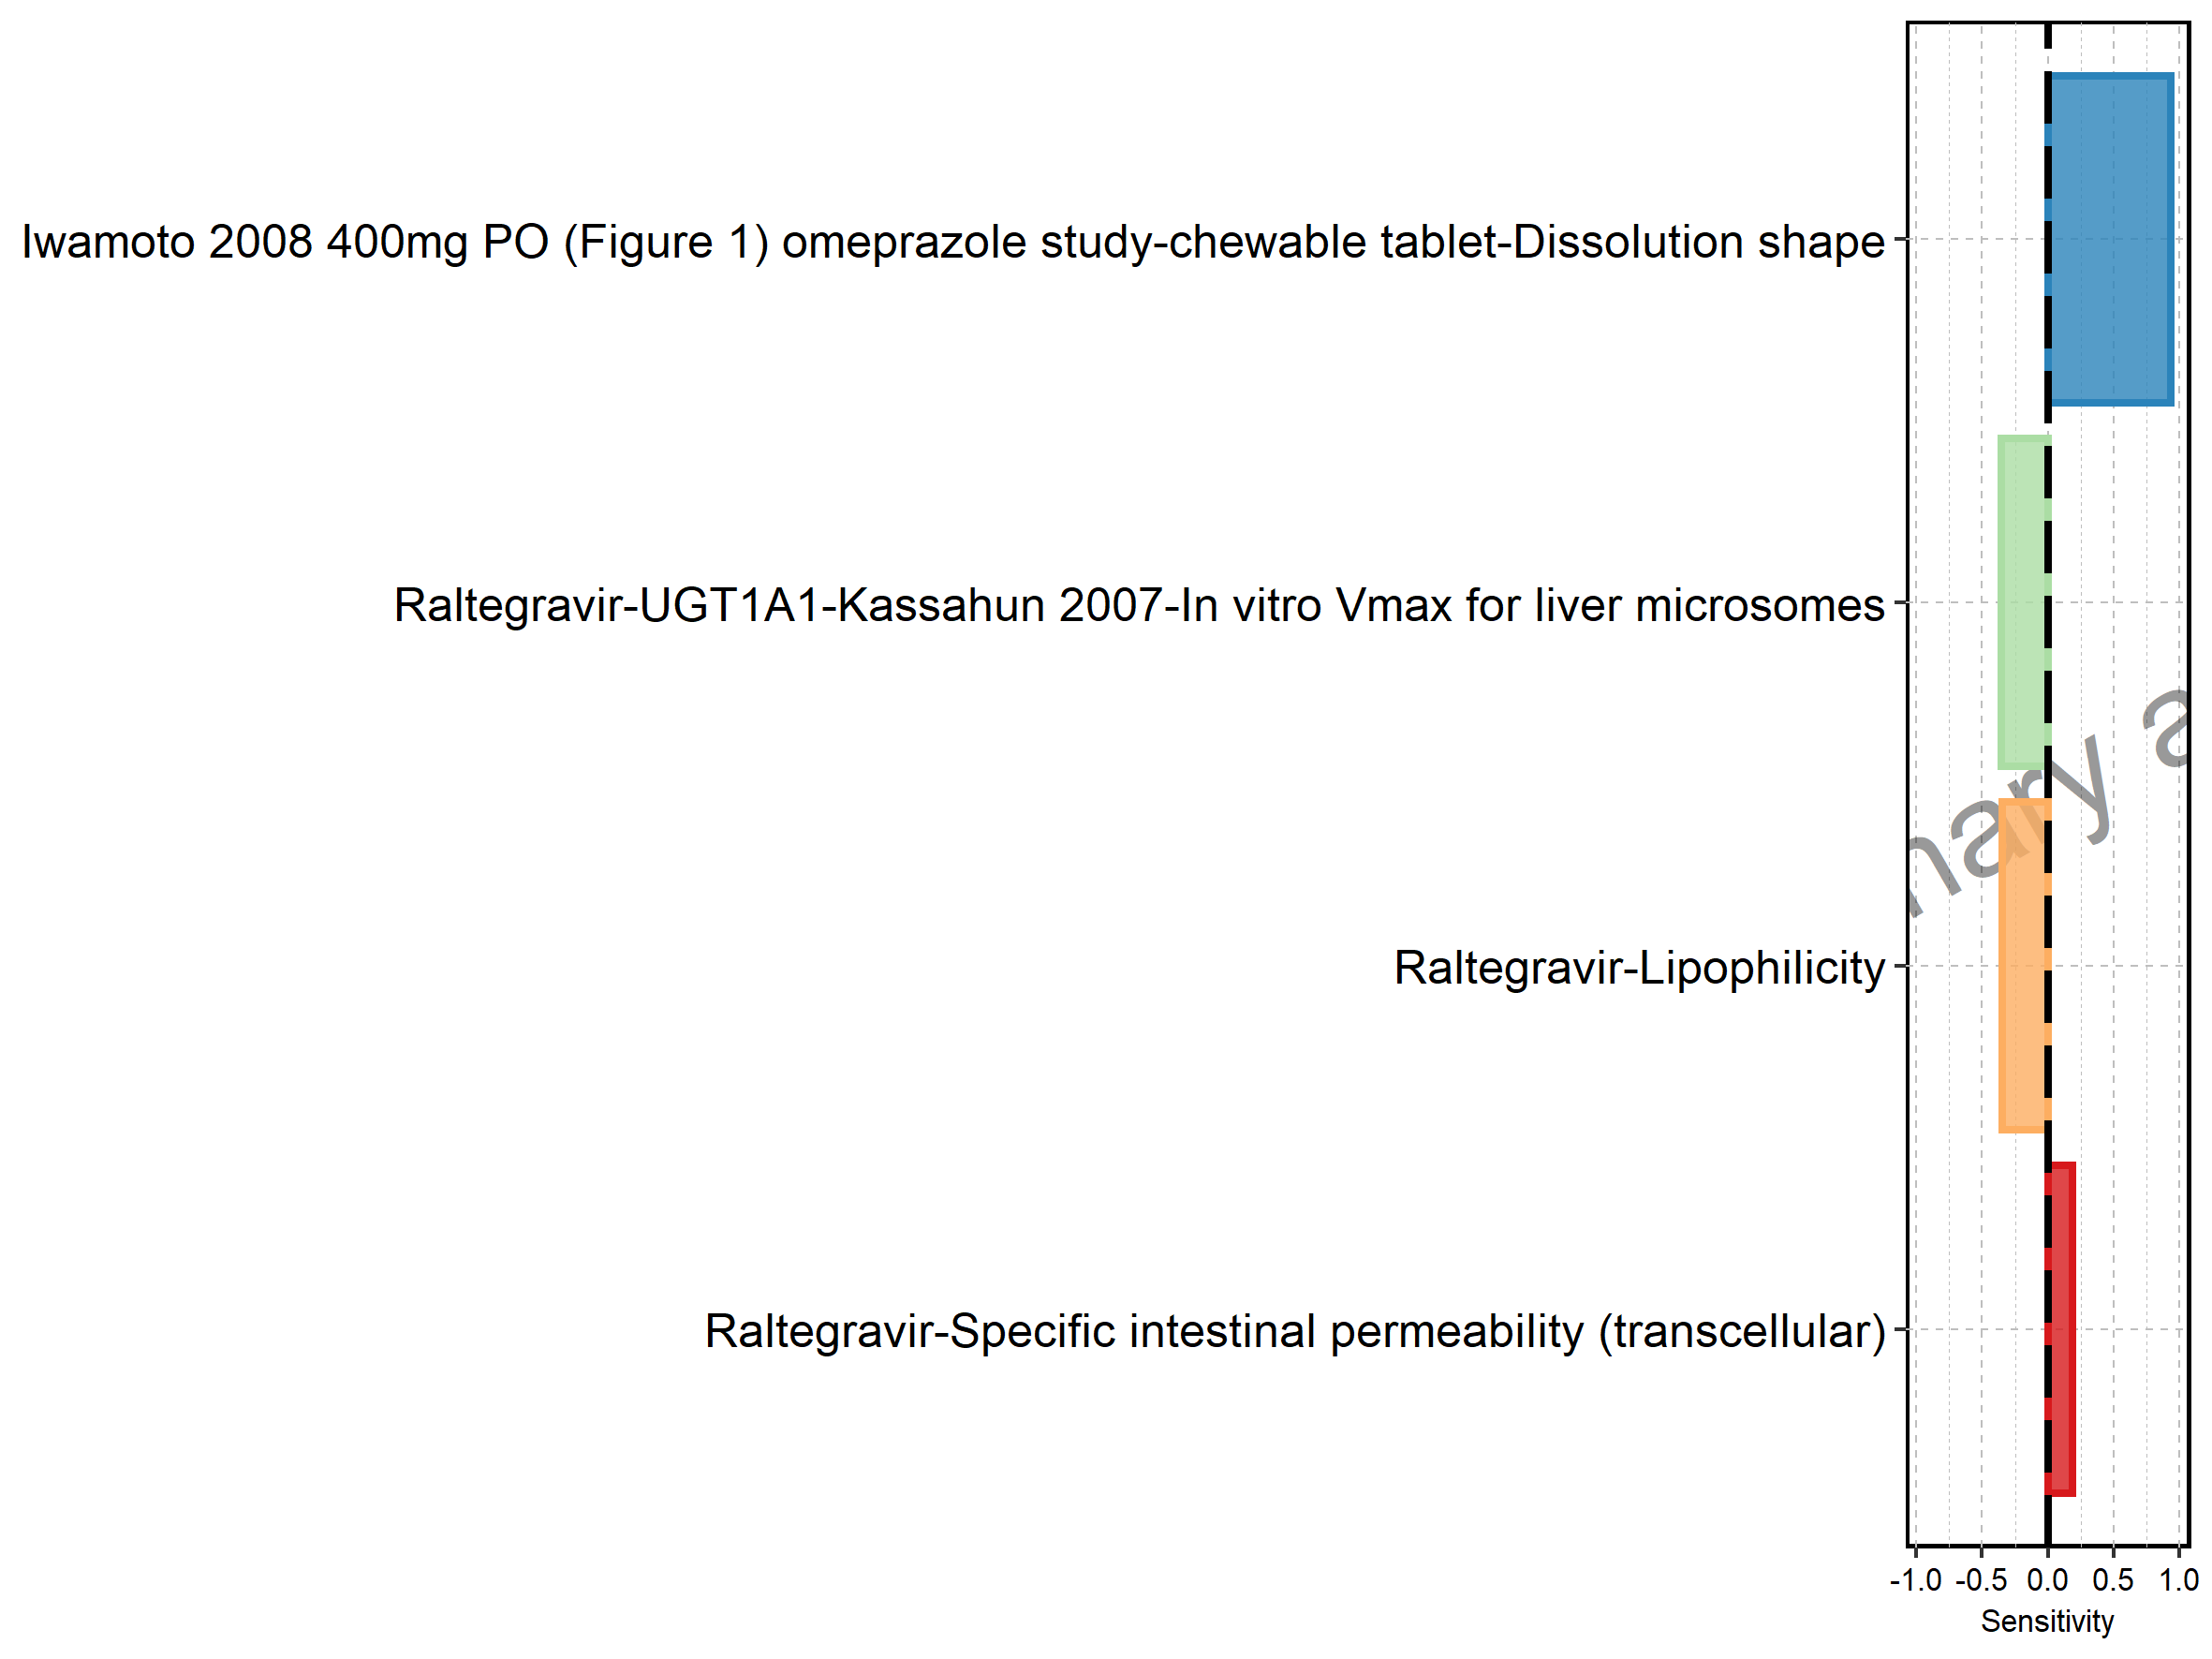 Iwamoto 2008 400mg PO (Figure 1) omeprazole study-chewable tablet-Dissolution shape
Raltegravir-UGT1A1-Kassahun 2007-In vitro Vmax for liver microsomes
nary a
Raltegravir-Lipophilicity
Raltegravir-Specific intestinal permeability (transcellular)
-1.0 -0.5 0.0 0.5 1.0
Sensitivity